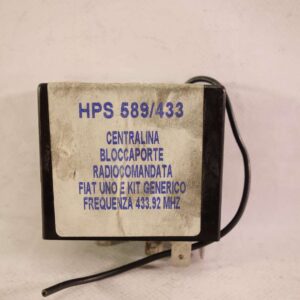 HPS 589/433
CENTRALINA
BLOCCAPORTE
RADIOCOMANDATA
FIAT UNO E KIT GENERICO
FREQUENZA 433.92 MHZ